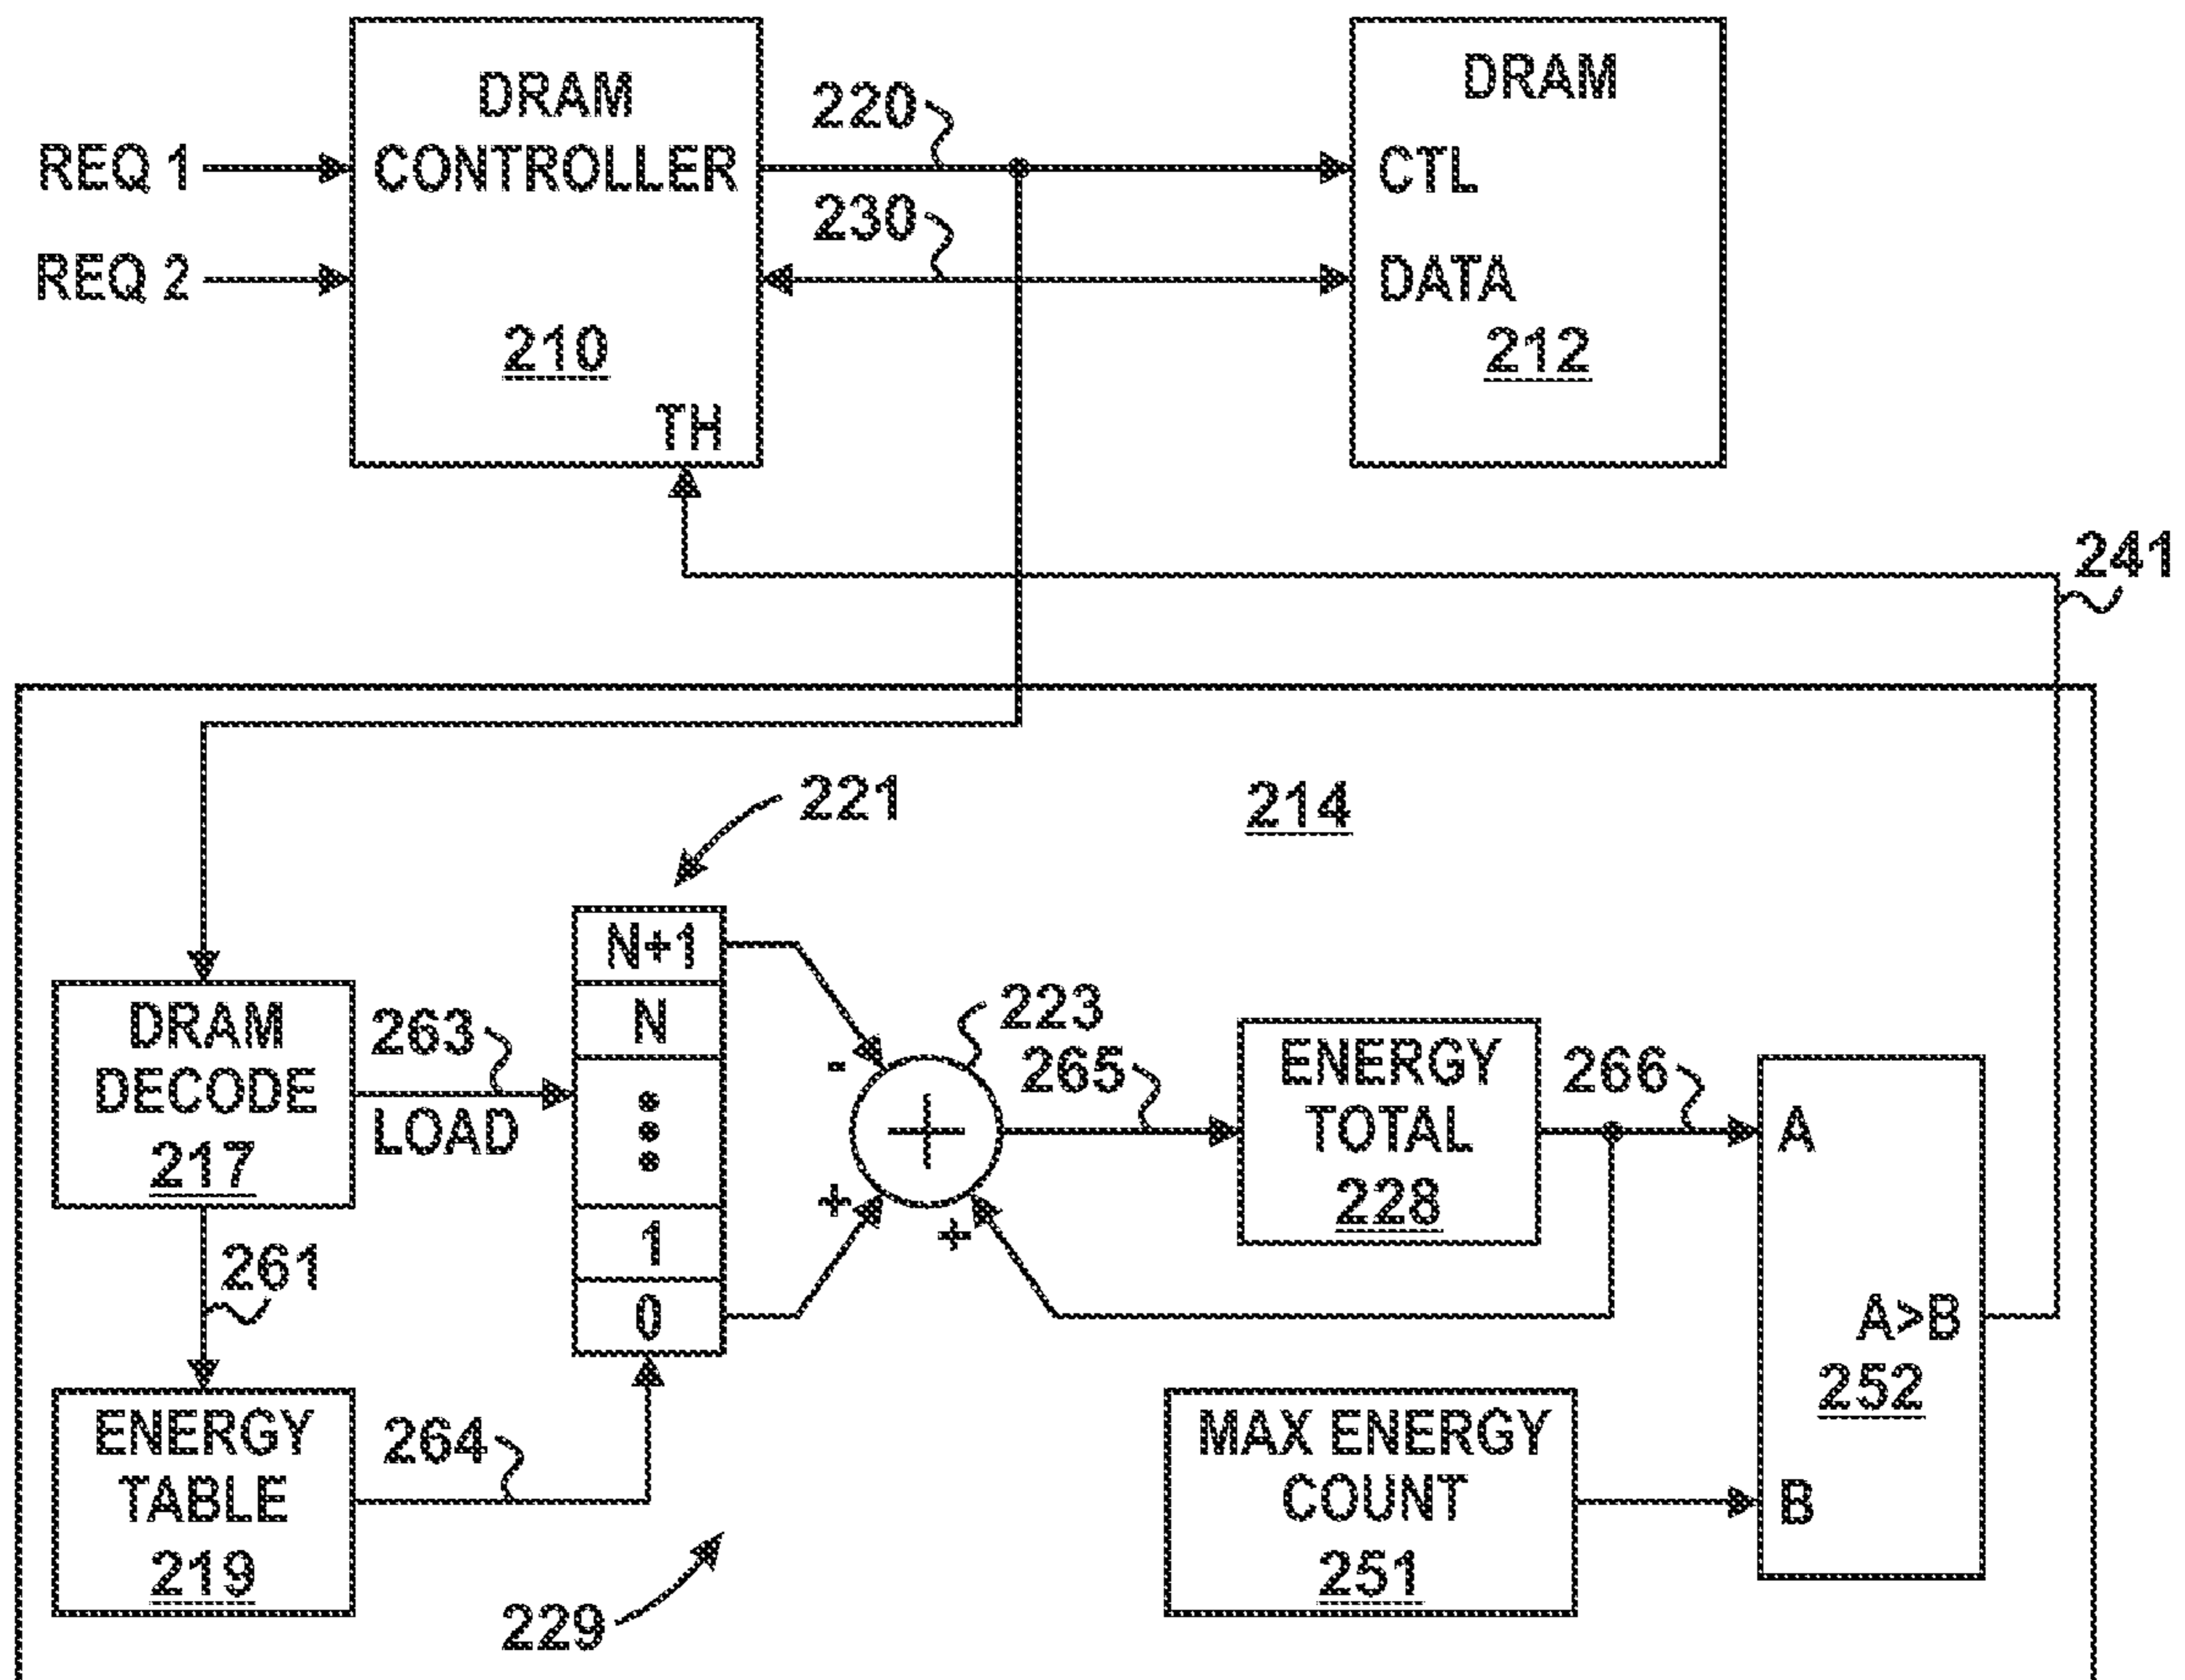 DRAM
CONTROLLER
REQ 1
REQ 2
210
TH
220
230
DRAM
CTL
DATA
212
241
214
221
DRAM
DECODE
217
263
LOAD
N+1
N
1
0
-
+
+
223
265
ENERGY
TOTAL
228
266
A
A>B
252
B
261
ENERGY
TABLE
219
264
229
MAX ENERGY
COUNT
251